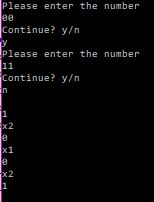 Please enter the number
00
Continue? y/n
y
Please enter the number
11
Continue? y/n
n
1
x2
0
x1
0
x2
1